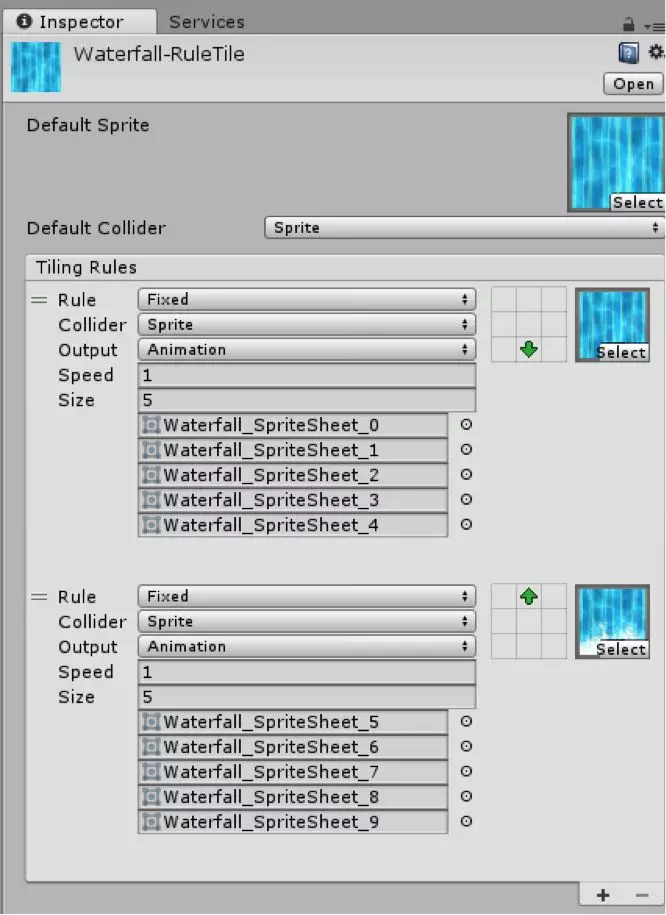 Inspector Services
Waterfall-RuleTile
Open
Default Sprite
Select
Default Collider Sprite
Tiling Rules
Rule Fixed
Collider Sprite
Output Animation
Select
Speed 1
Size 5
Waterfall_SpriteSheet_0
Waterfall_SpriteSheet_1
Waterfall_SpriteSheet_2
Waterfall_SpriteSheet_3
Waterfall_SpriteSheet_4
Rule Fixed
Collider Sprite
Output Animation
Select
Speed 1
Size 5
Waterfall_SpriteSheet_5
Waterfall_SpriteSheet_6
Waterfall_SpriteSheet_7
Waterfall_SpriteSheet_8
Waterfall_SpriteSheet_9